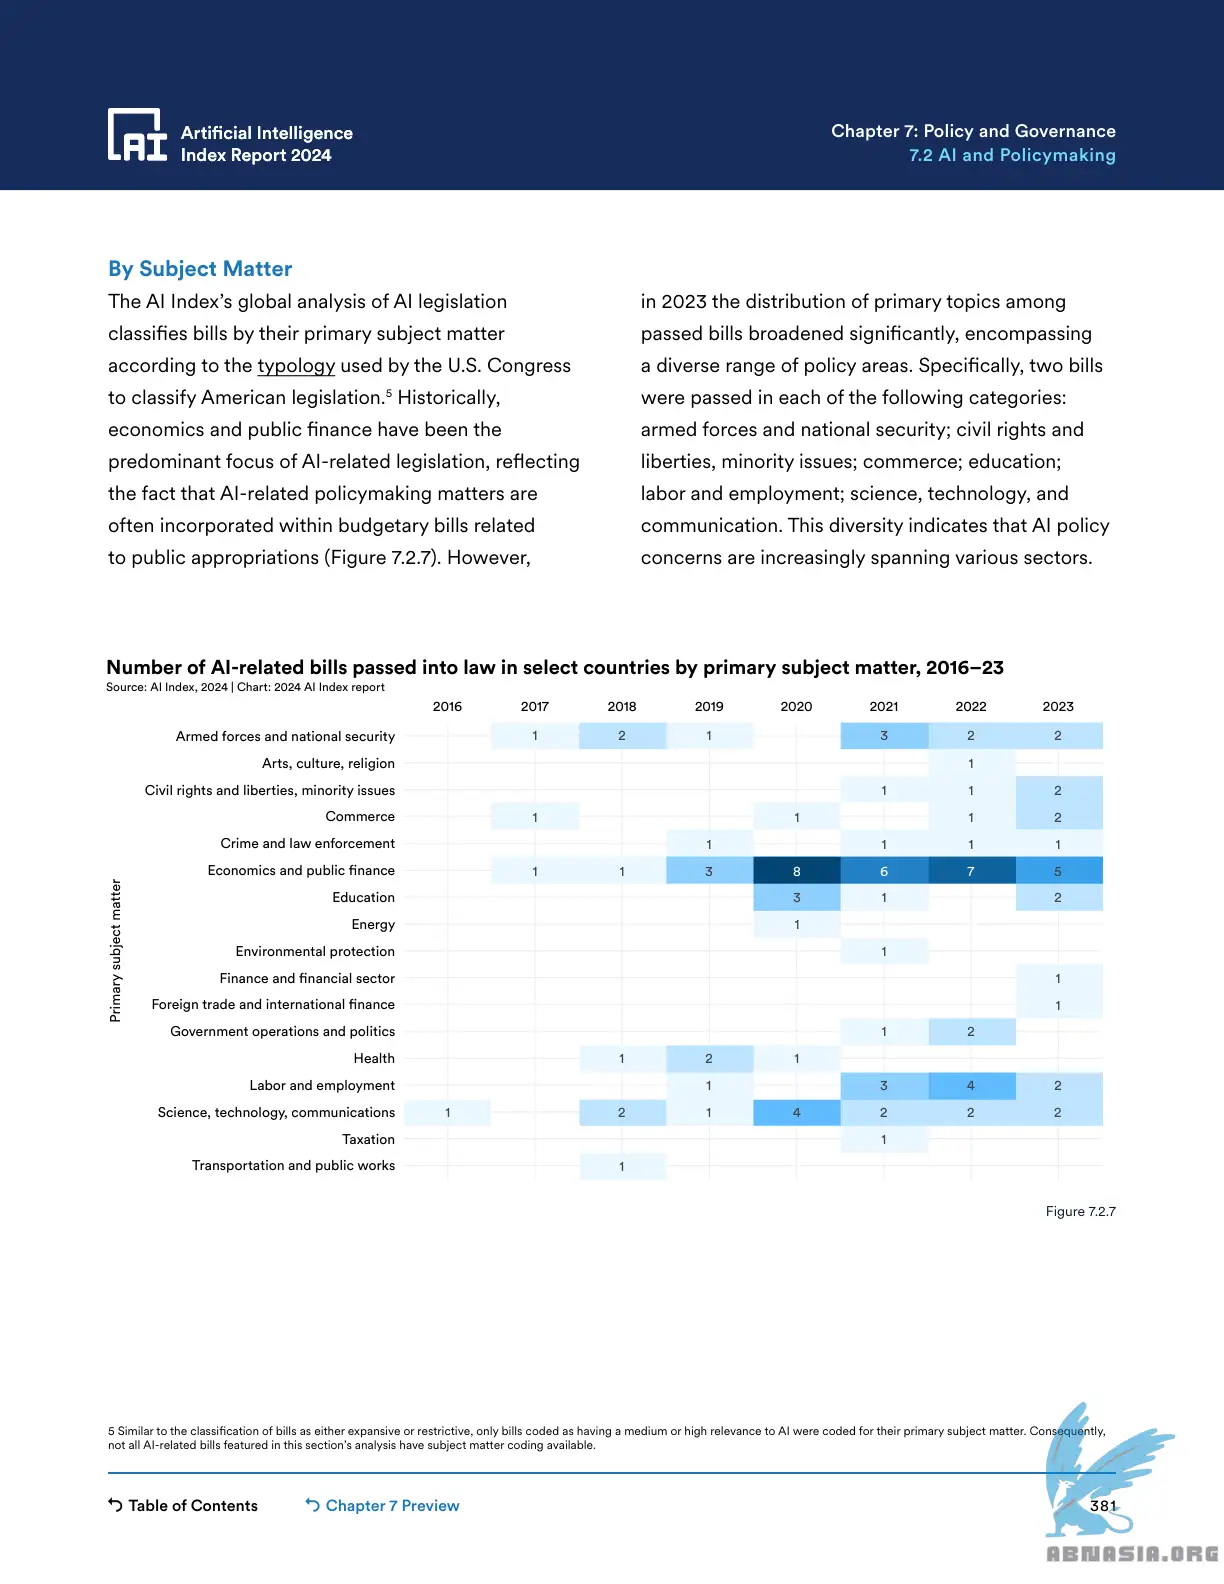 Artificial Intelligence
Index Report 2024
Chapter 7: Policy and Governance
7.2 AI and Policymaking
By Subject Matter
The AI Index’s global analysis of AI legislation
classifies bills by their primary subject matter
according to the typology used by the U.S. Congress
to classify American legislation.5 Historically,
economics and public finance have been the
predominant focus of AI-related legislation, reflecting
the fact that AI-related policymaking matters are
often incorporated within budgetary bills related
to public appropriations (Figure 7.2.7). However,
in 2023 the distribution of primary topics among
passed bills broadened significantly, encompassing
a diverse range of policy areas. Specifically, two bills
were passed in each of the following categories:
armed forces and national security; civil rights and
liberties, minority issues; commerce; education;
labor and employment; science, technology, and
communication. This diversity indicates that AI policy
concerns are increasingly spanning various sectors.
Number of AI-related bills passed into law in select countries by primary subject matter, 2016–23
Source: AI Index, 2024 | Chart: 2024 AI Index report
2016 2017 2018 2019 2020 2021 2022 2023
Armed forces and national security 1 2 1 3 2 2
Arts, culture, religion 1
Civil rights and liberties, minority issues 1 1 2
Commerce 1 1 1 2
Crime and law enforcement 1 1 1 1
Economics and public finance 1 1 3 8 6 7 5
Education 3 1 2
Energy 1
Environmental protection 1
Finance and financial sector 1
Foreign trade and international finance 1
Government operations and politics 1 2
Health 1 2 1
Labor and employment 1 3 4 2
Science, technology, communications 1 2 1 4 2 2 2
Taxation 1
Transportation and public works 1
Primary subject matter
Figure 7.2.7
5 Similar to the classification of bills as either expansive or restrictive, only bills coded as having a medium or high relevance to AI were coded for their primary subject matter. Consequently,
not all AI-related bills featured in this section’s analysis have subject matter coding available.
Table of Contents
Chapter 7 Preview
381
ABNASIA.ORG